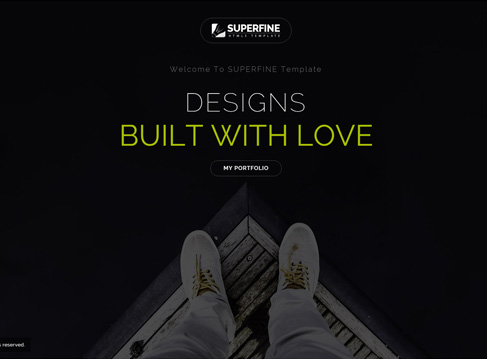 SUPERFINE
HTML5 TEMPLATE
Welcome To SUPERFINE Template
DESIGNS
BUILT WITH LOVE
MY PORTFOLIO
reserved.